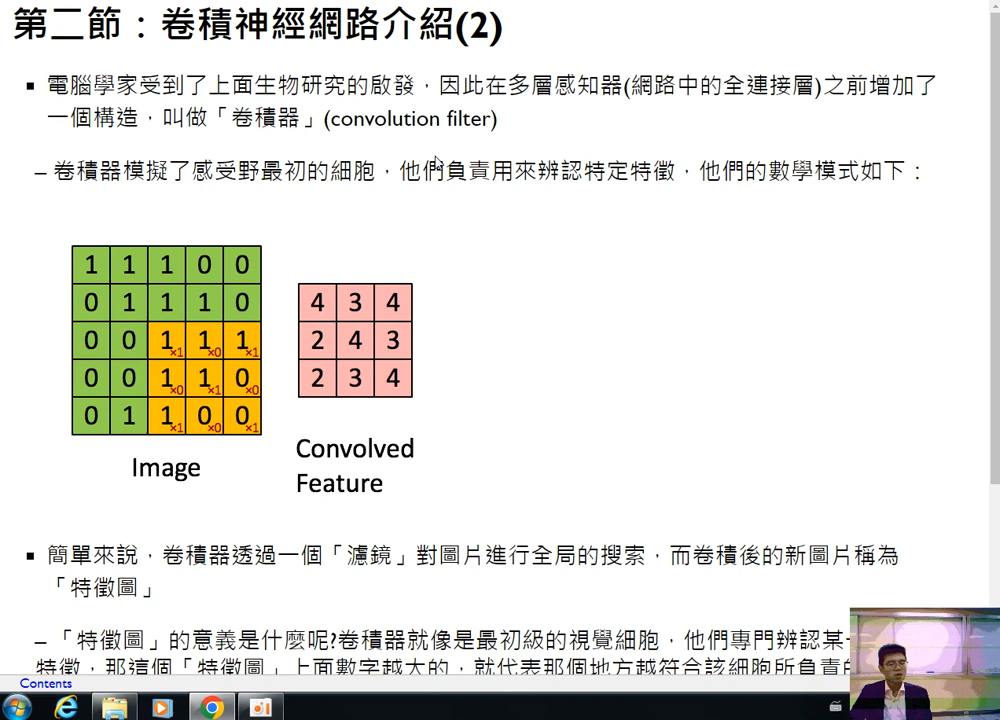 第二節：卷積神經網路介紹(2)
▪ 電腦學家受到了上面生物研究的啟發，因此在多層感知器(網路中的全連接層)之前增加了
一個構造，叫做「卷積器」(convolution filter)
– 卷積器模擬了感受野最初的細胞，他們負責用來辨認特定特徵，他們的數學模式如下：
1 1 1 0 0
0 1 1 1 0
0 0 1×1 1×0 1×1
0 0 1×0 1×1 0×0
0 1 1×1 0×0 0×1
Image
4 3 4
2 4 3
2 3 4
Convolved
Feature
▪ 簡單來說，卷積器透過一個「濾鏡」對圖片進行全局的搜索，而卷積後的新圖片稱為
「特徵圖」
– 「特徵圖」的意義是什麼呢?卷積器就像是最初級的視覺細胞，他們專門辨認某
特徵，那這個「特徵圖」上面數字越大的，就代表那個地方越符合該細胞所負責
Contents